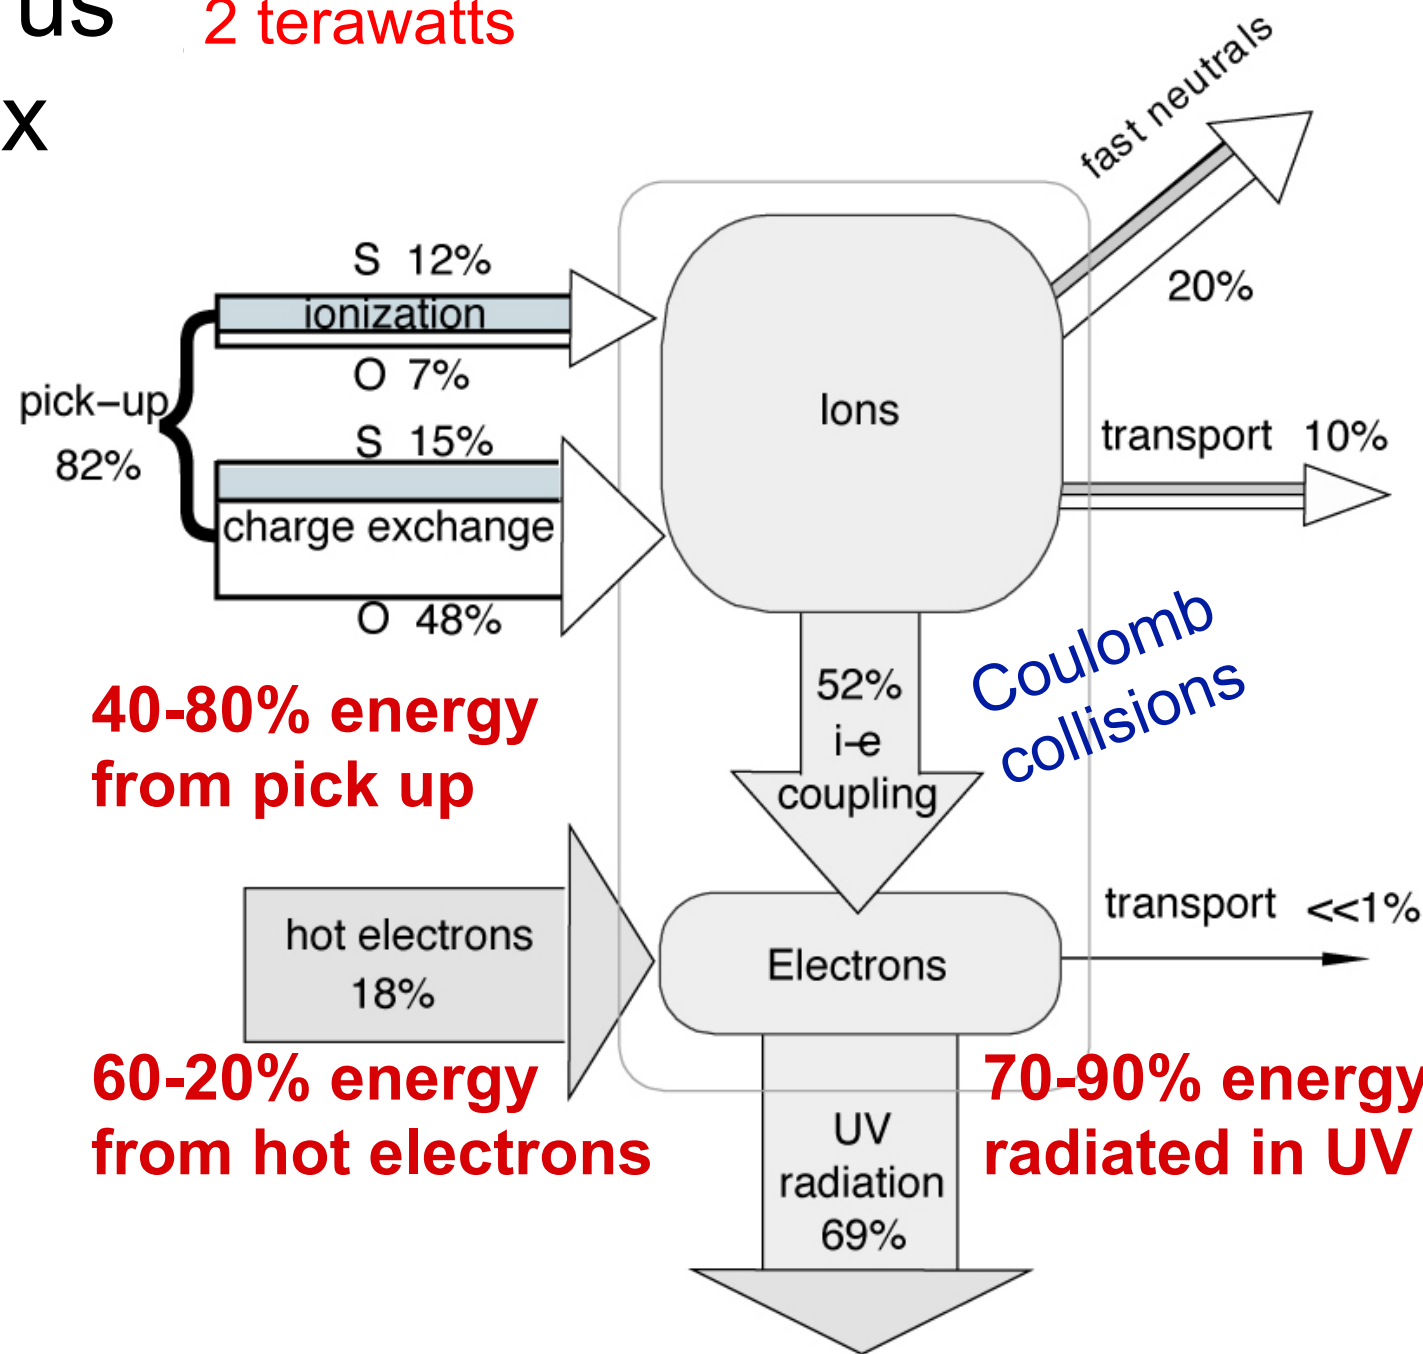 us
2 terawatts
x
fast neutrals
20%
S 12%
ionization
O 7%
pick–up
82%
S 15%
charge exchange
O 48%
Ions
transport 10%
52%
i–e
coupling
Coulomb
collisions
40-80% energy
from pick up
hot electrons
18%
Electrons
transport <<1%
60-20% energy
from hot electrons
UV
radiation
69%
70-90% energy
radiated in UV